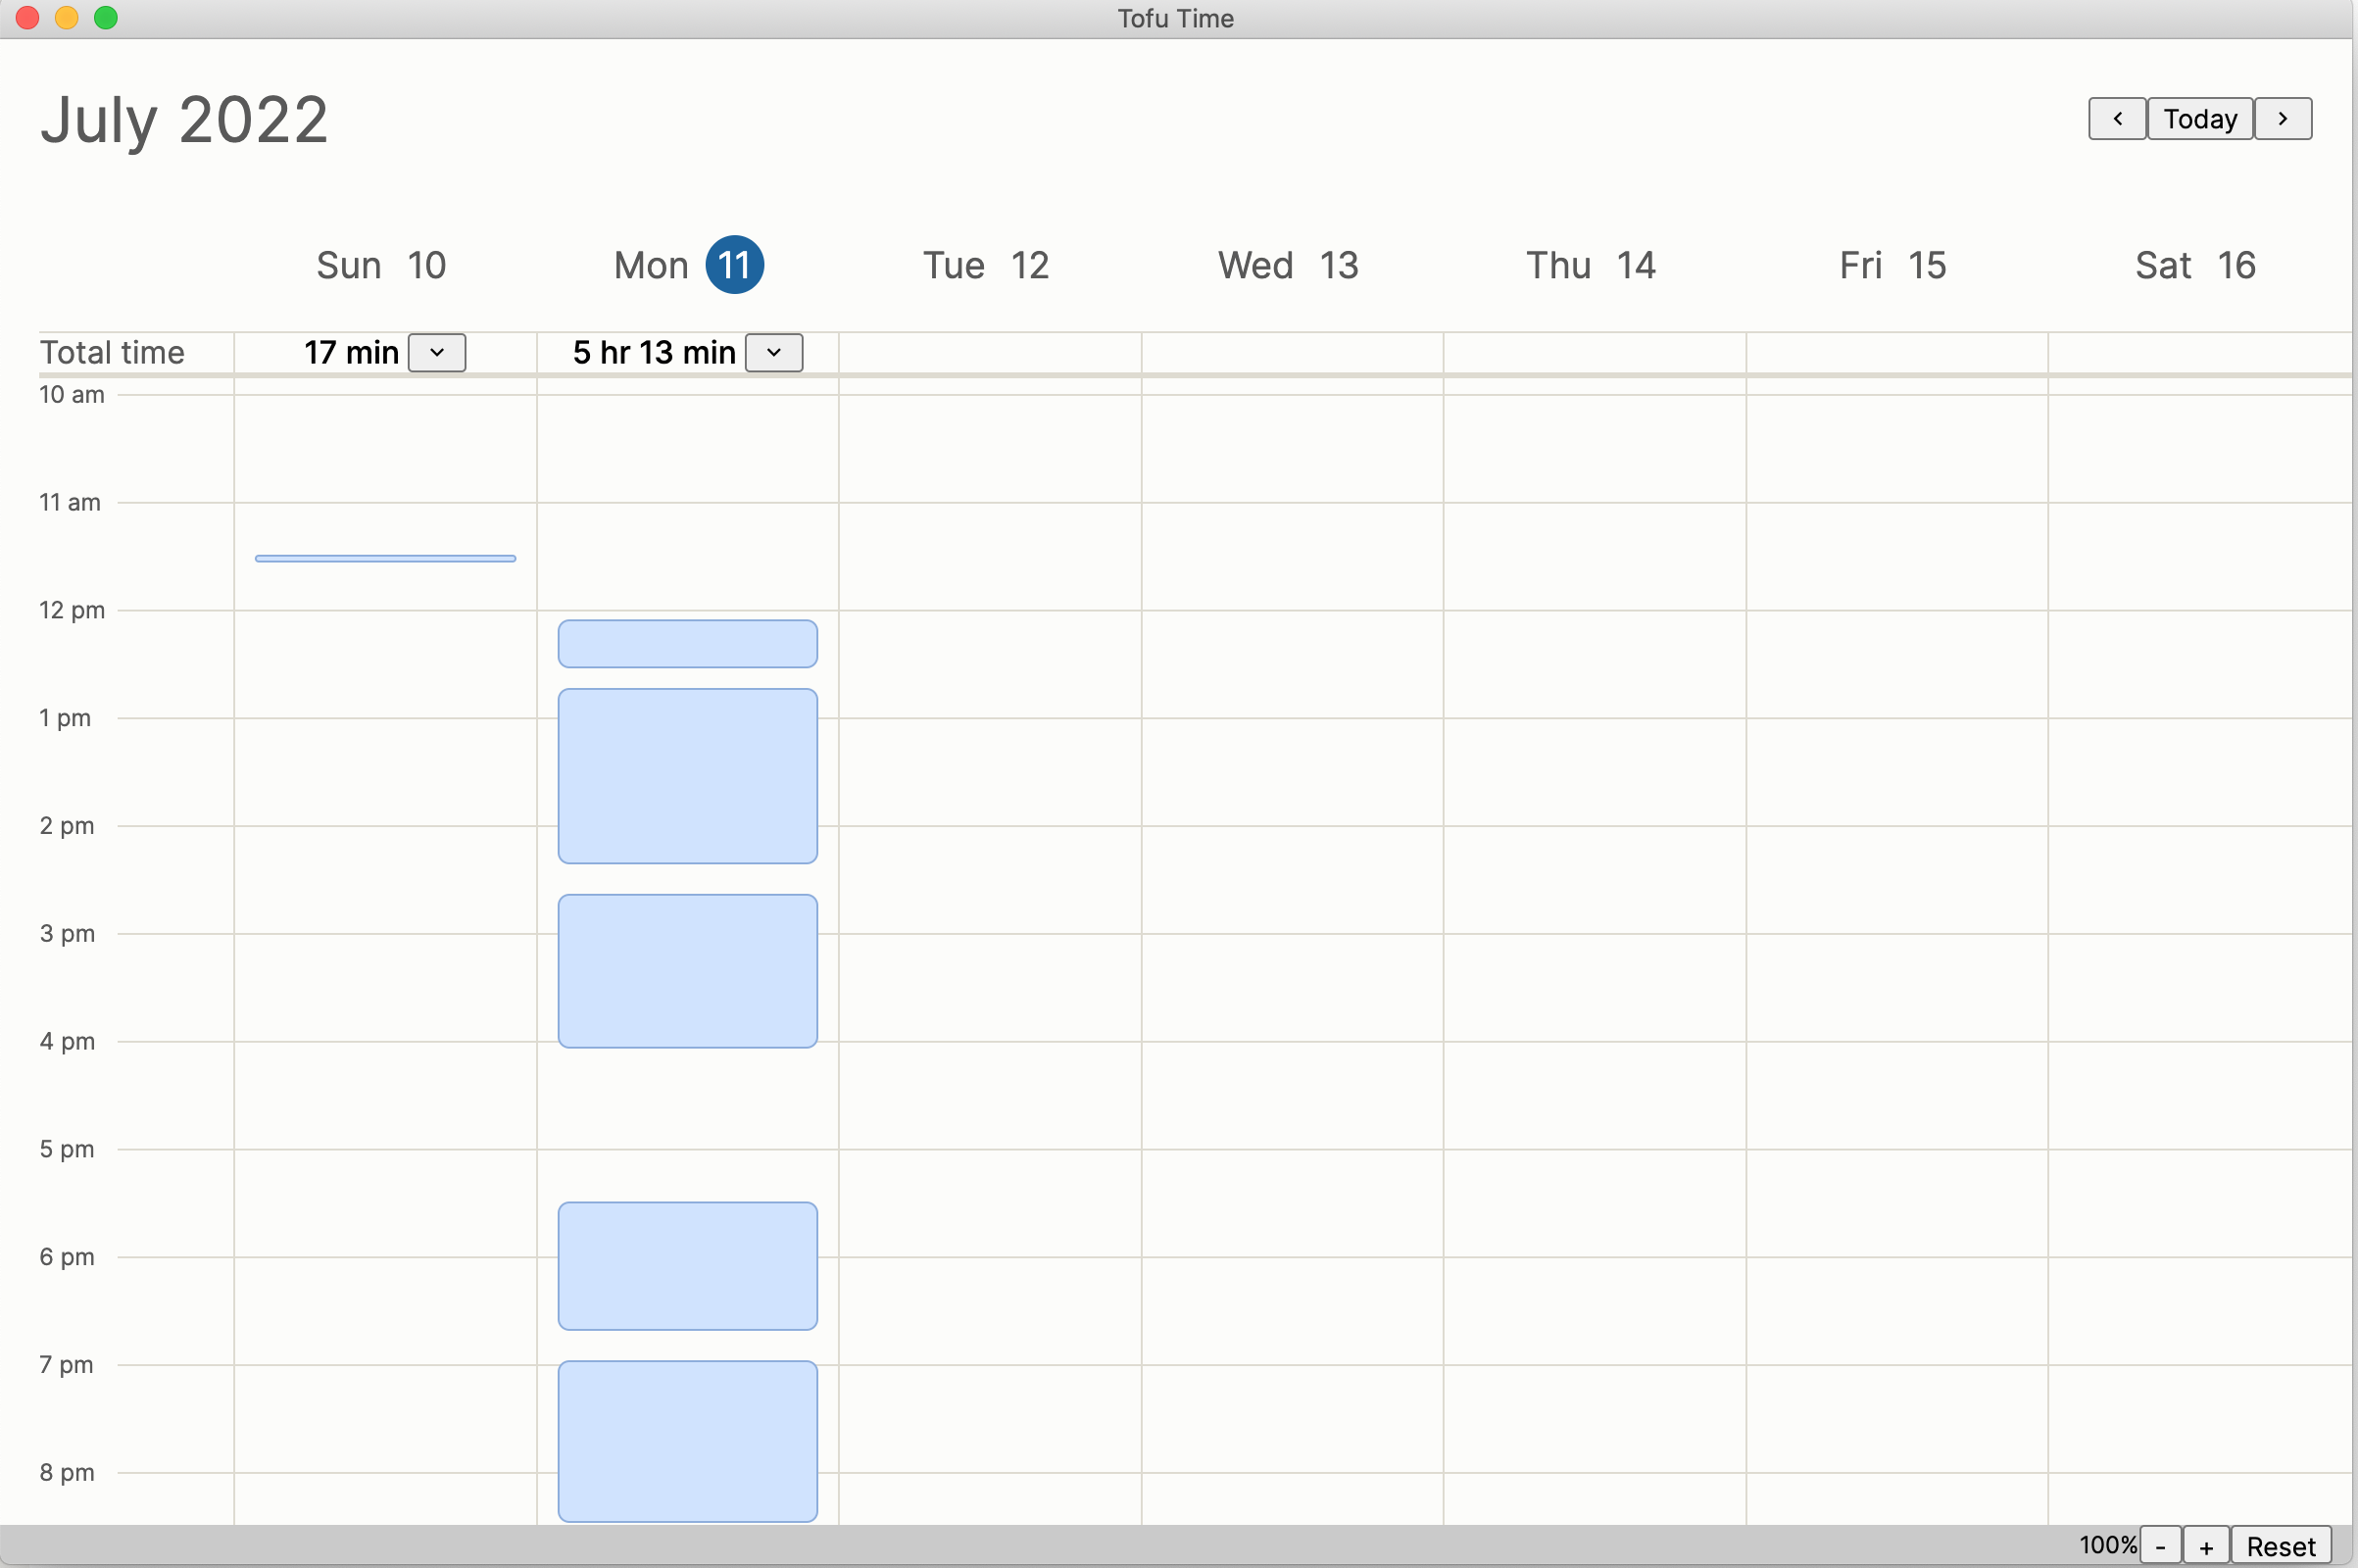 Tofu Time
July 2022
Today
Sun 10 Mon 11 Tue 12 Wed 13 Thu 14 Fri 15 Sat 16
Total time 17 min 5 hr 13 min
10 am
11 am
12 pm
1 pm
2 pm
3 pm
4 pm
5 pm
6 pm
7 pm
8 pm
100% - + Reset